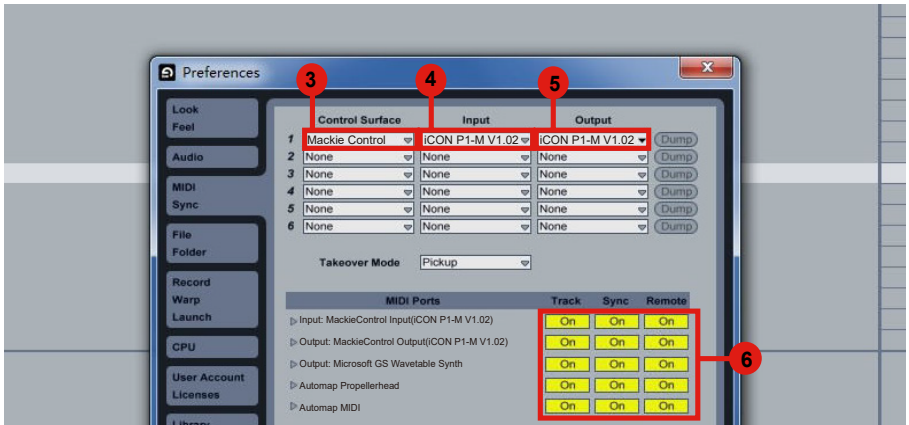 Preferences
3
4
5
Look
Feel
Audio
MIDI
Sync
File
Folder
Record
Warp
Launch
CPU
User Account
Licenses
Library
Control Surface Input Output
1 Mackie Control iCON P1-M V1.02 iCON P1-M V1.02 Dump
2 None None None Dump
3 None None None Dump
4 None None None Dump
5 None None None Dump
6 None None None Dump
Takeover Mode Pickup
MIDI Ports Track Sync Remote
Input: MackieControl Input(iCON P1-M V1.02) On On On
Output: MackieControl Output(iCON P1-M V1.02) On On On
Output: Microsoft GS Wavetable Synth On On On
Automap Propellerhead On On On
Automap MIDI On On On
6